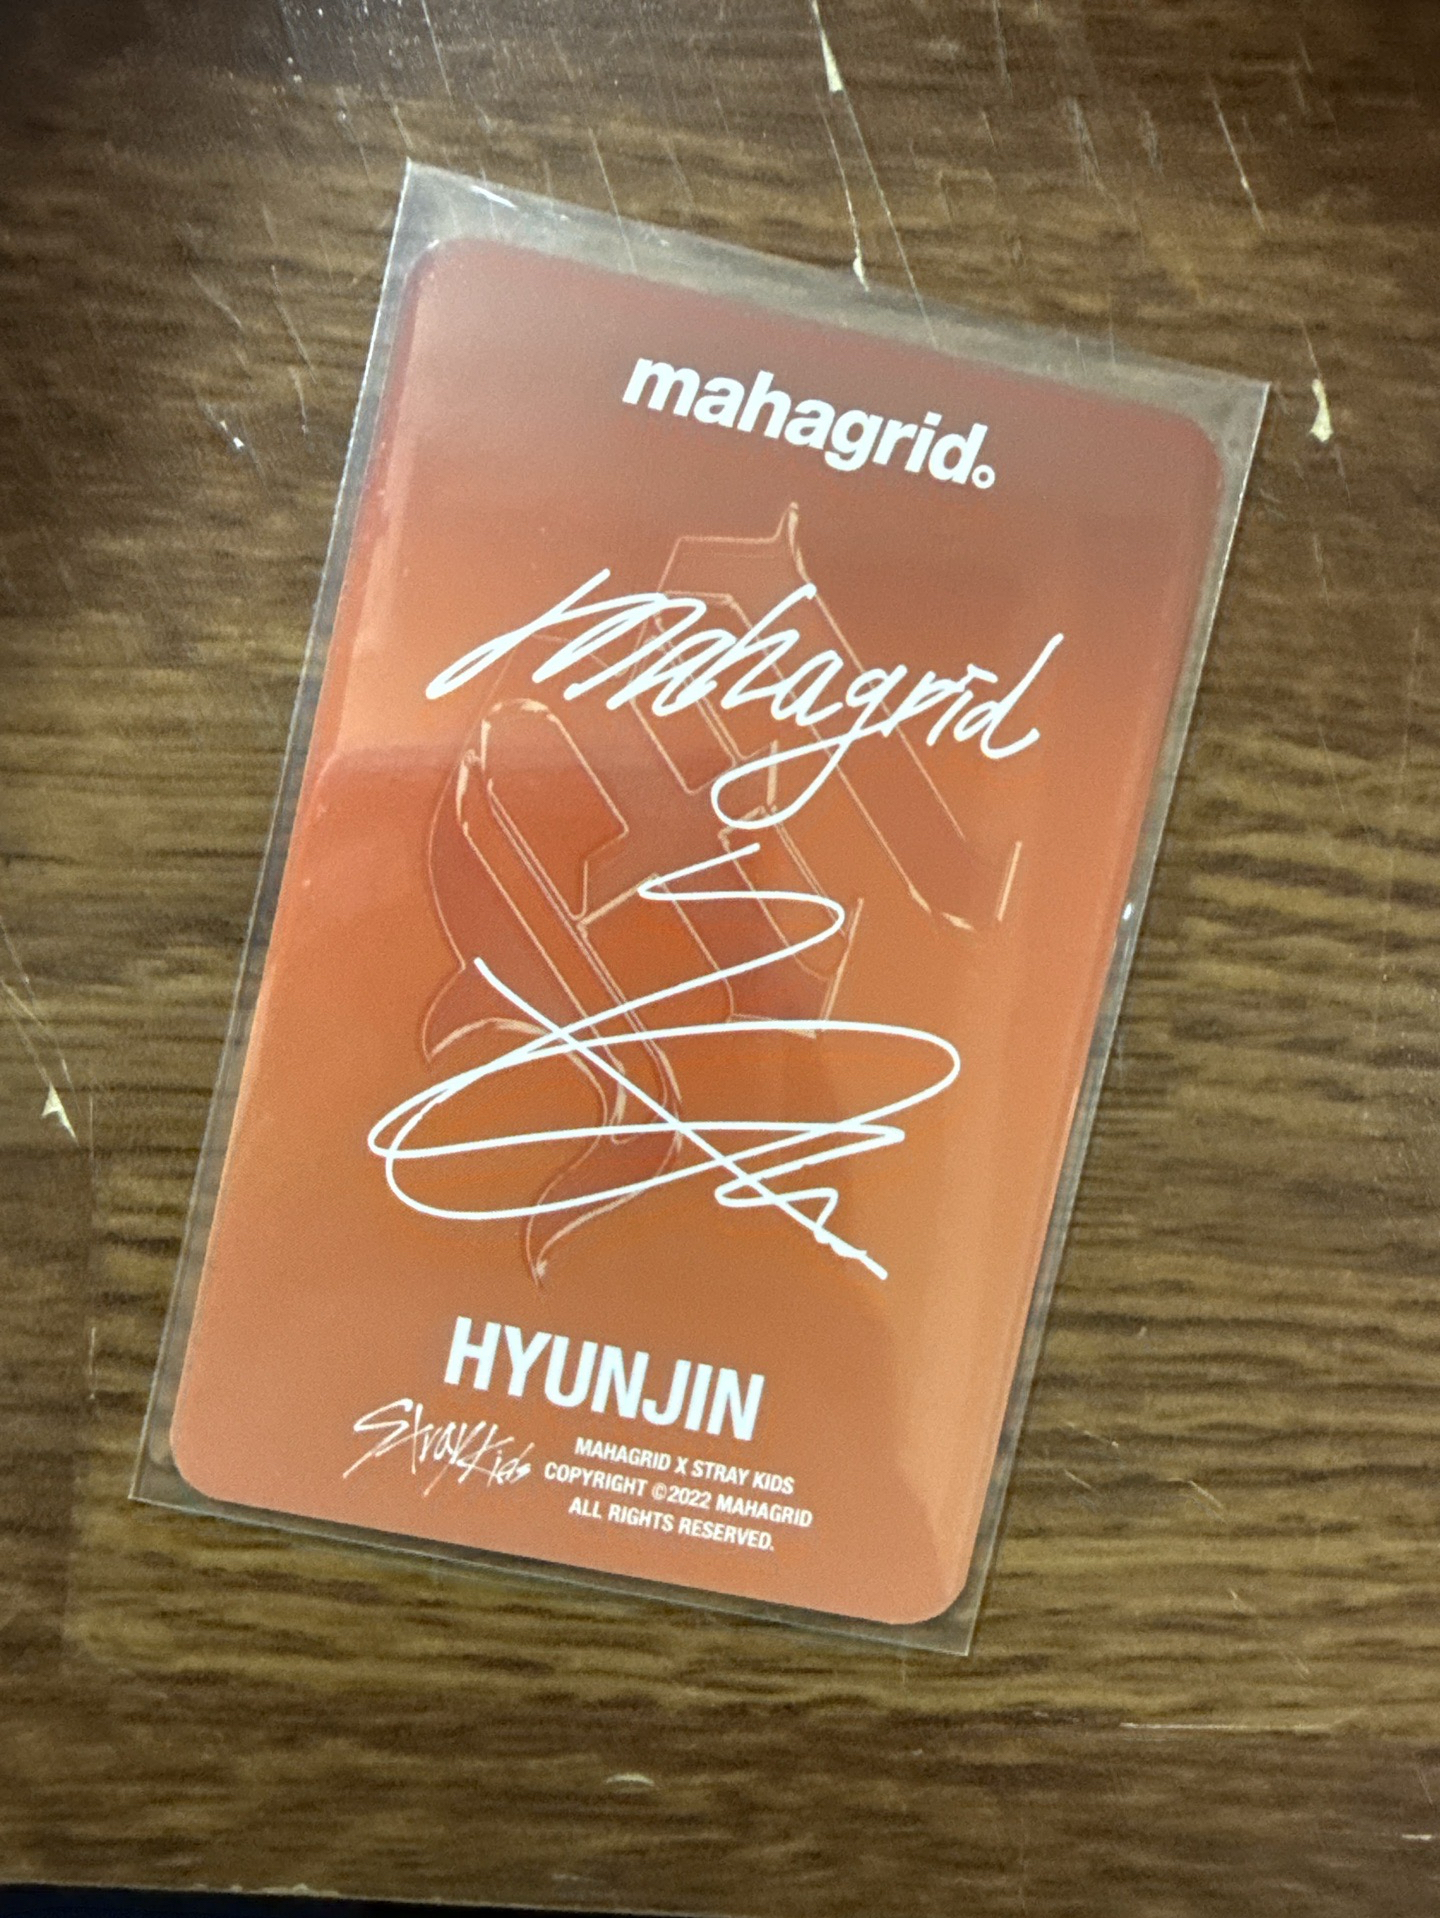 mahagrid
mahagrid
HYUNJIN
Stray Kids
MAHAGRID X STRAY KIDS
COPYRIGHT ©2022 MAHAGRID
ALL RIGHTS RESERVED.